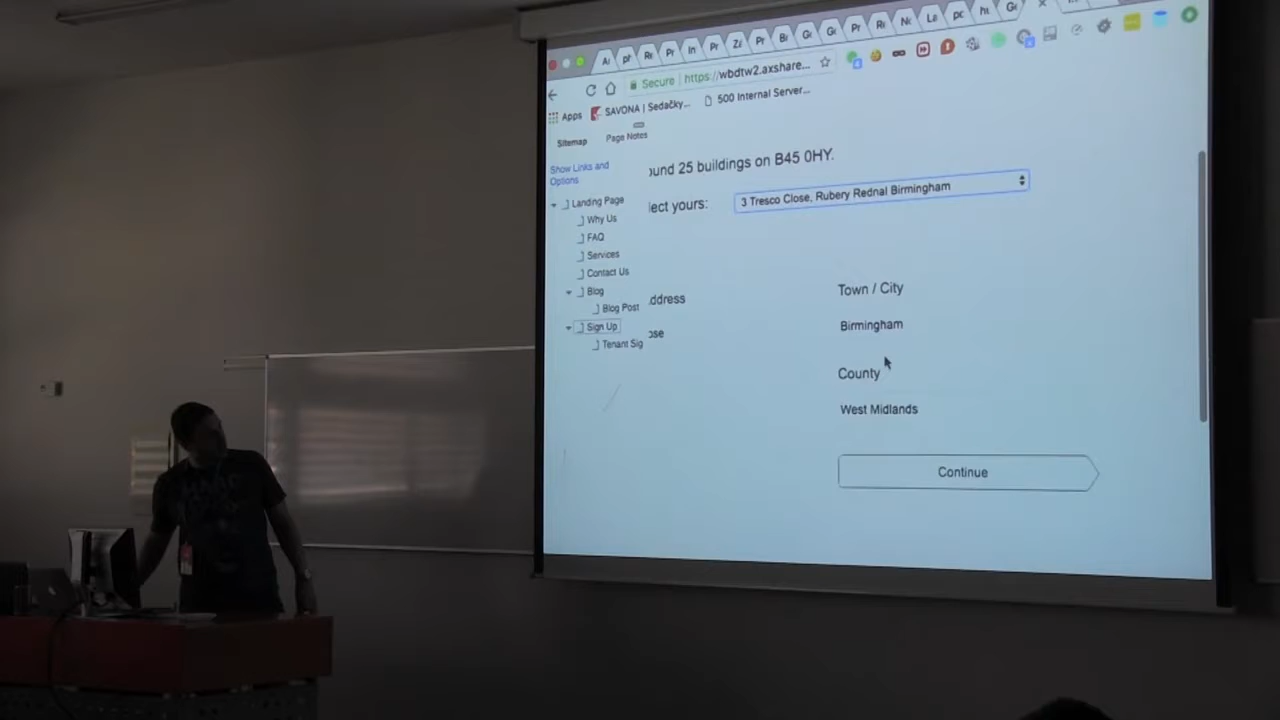 Secure https://wbdtw2.axshare...
Apps SAVONA | Sedačky... 500 Internal Server...
Sitemap Page Notes
Show Links and
Options
Landing Page
Why Us
FAQ
Services
Contact Us
Blog
Blog Post
Sign Up
Tenant Sig
ound 25 buildings on B45 0HY.
lect yours: 3 Tresco Close, Rubery Rednal Birmingham
ddress
ose
Town / City
Birmingham
County
West Midlands
Continue